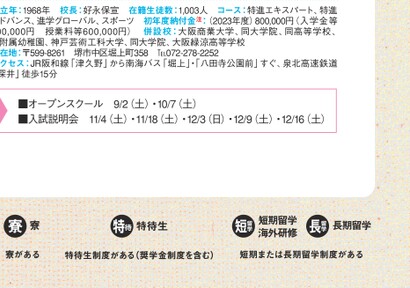 立年：1968年　校長：好永保宣　在籍生徒数：1,003人　コース：特進エキスパート、特進
ドバンス、進学グローバル、スポーツ　初年度納付金注：（2023年度）800,000円（入学金等
00,000円　授業料等600,000円）　併設校：大阪商業大学、同大学院、同高等学校、
附属幼稚園、神戸芸術工科大学、同大学院、大阪緑涼高等学校
在地：〒599-8261　堺市中区堀上町358　TEL072-278-2252
クセス：JR阪和線「津久野」から南海バス「堀上」・「八田寺公園前」すぐ、泉北高速鉄道
深井」徒歩15分
■オープンスクール　9/2（土）・10/7（土）
■入試説明会　11/4（土）・11/18（土）・12/3（日）・12/9（土）・12/16（土）
寮 寮
特待 特待生
短留学 短期留学
海外研修
長留学 長期留学
寮がある
特待生制度がある（奨学金制度を含む）
短期または長期留学制度がある